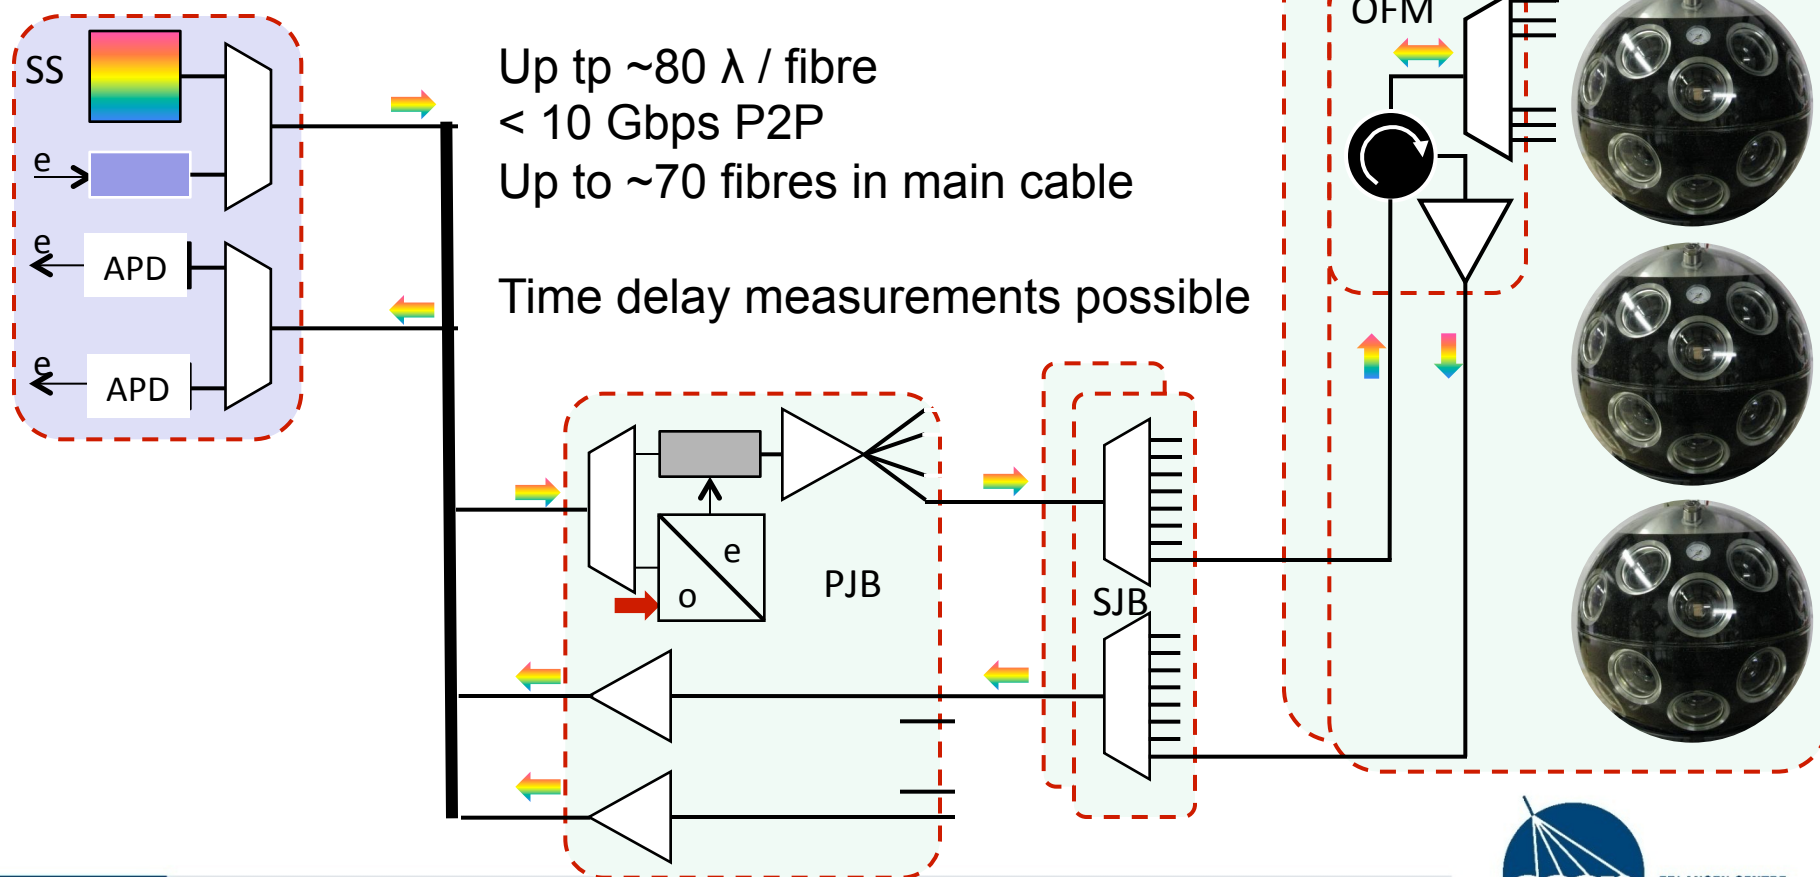 OFM
SS
Up tp ~80 λ / fibre
< 10 Gbps P2P
Up to ~70 fibres in main cable
Time delay measurements possible
e
e
APD
e
APD
e
o
PJB
SJB